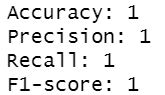 Accuracy: 1
Precision: 1
Recall: 1
F1-score: 1